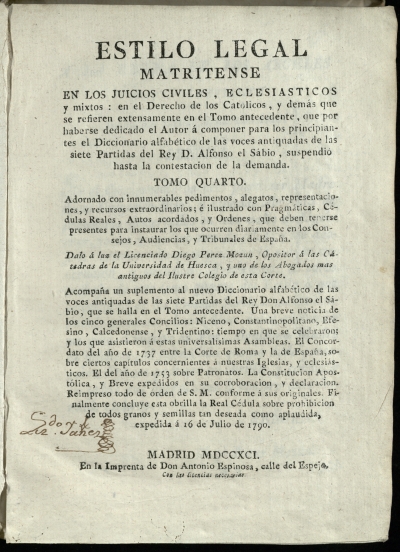 ESTILO LEGAL
MATRITENSE
EN LOS JUICIOS CIVILES, ECLESIASTICOS
y mixtos: en el Derecho de los Catolicos, y demás que
se refieren extensamente en el Tomo antecedente, que por
haberse dedicado el Autor á componer para los principian-
tes el Diccionario alfabético de las voces antiquadas de las
siete Partidas del Rey D. Alfonso el Sábio, suspendió
hasta la contestacion de la demanda.
TOMO QUARTO.
Adornado con innumerables pedimentos, alegatos, representacio-
nes, y recursos extraordinarios; é ilustrado con Pragmáticas, Cé-
dulas Reales, Autos acordados, y Ordenes, que deben tenerse
presentes para instaurar los que ocurren diariamente en los Con-
sejos, Audiencias, y Tribunales de España.
Dalo á luz el Licenciado Diego Perez Mozun, Opositor á las Cá-
tedras de la Universidad de Huesca, y uno de los Abogados mas
antiguos del Ilustre Colegio de esta Corte.
Acompaña un suplemento al nuevo Diccionario alfabético de las
voces antiquadas de las siete Partidas del Rey Don Alfonso el Sá-
bio, que se halla en el Tomo antecedente. Una breve noticia de
los cinco generales Concilios: Niceno, Constantinopolitano, Efe-
sino, Calcedonense, y Tridentino: tiempo en que se celebraron;
y los que asistieron á estas universalísimas Asambleas. El Concor-
dato del año de 1737 entre la Corte de Roma y la de España, so-
bre ciertos capítulos concernientes á nuestras Iglesias, y eclesiás-
ticos. El del año de 1753 sobre Patronatos. La Constitucion Apos-
tólica, y Breve expedidos en su corroboracion, y declaracion.
Reimpreso todo de orden de S. M. conforme á sus originales. Fi-
nalmente concluye esta obrilla la Real Cédula sobre prohibicion
de todos granos y semillas tan deseada como aplaudida,
expedida á 16 de Julio de 1790.
MADRID MDCCXCI.
En la Imprenta de Don Antonio Espinosa, calle del Espejo,
Con las licencias necesarias